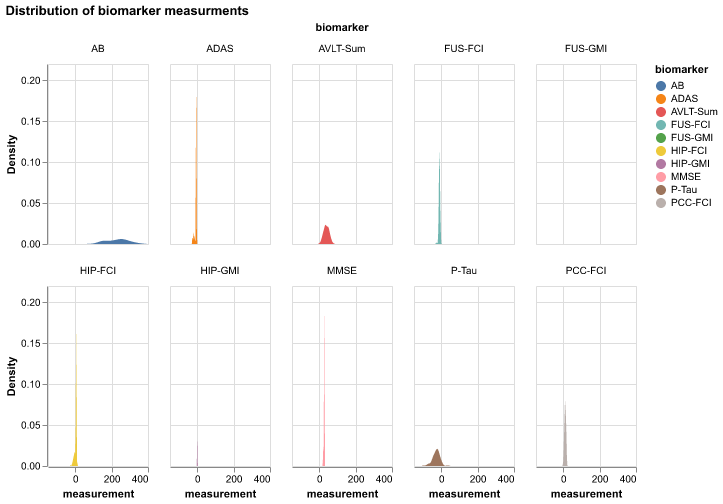 Distribution of biomarker measurments
biomarker
AB ADAS AVLT-Sum FUS-FCI FUS-GMI
0.20
0.15
0.10
0.05
0.00
Density
biomarker
AB
ADAS
AVLT-Sum
FUS-FCI
FUS-GMI
HIP-FCI
HIP-GMI
MMSE
P-Tau
PCC-FCI
HIP-FCI HIP-GMI MMSE P-Tau PCC-FCI
0.20
0.15
0.10
0.05
0.00
Density
0 200 400 0 200 400 0 200 400 0 200 400 0 200 400
measurement measurement measurement measurement measurement